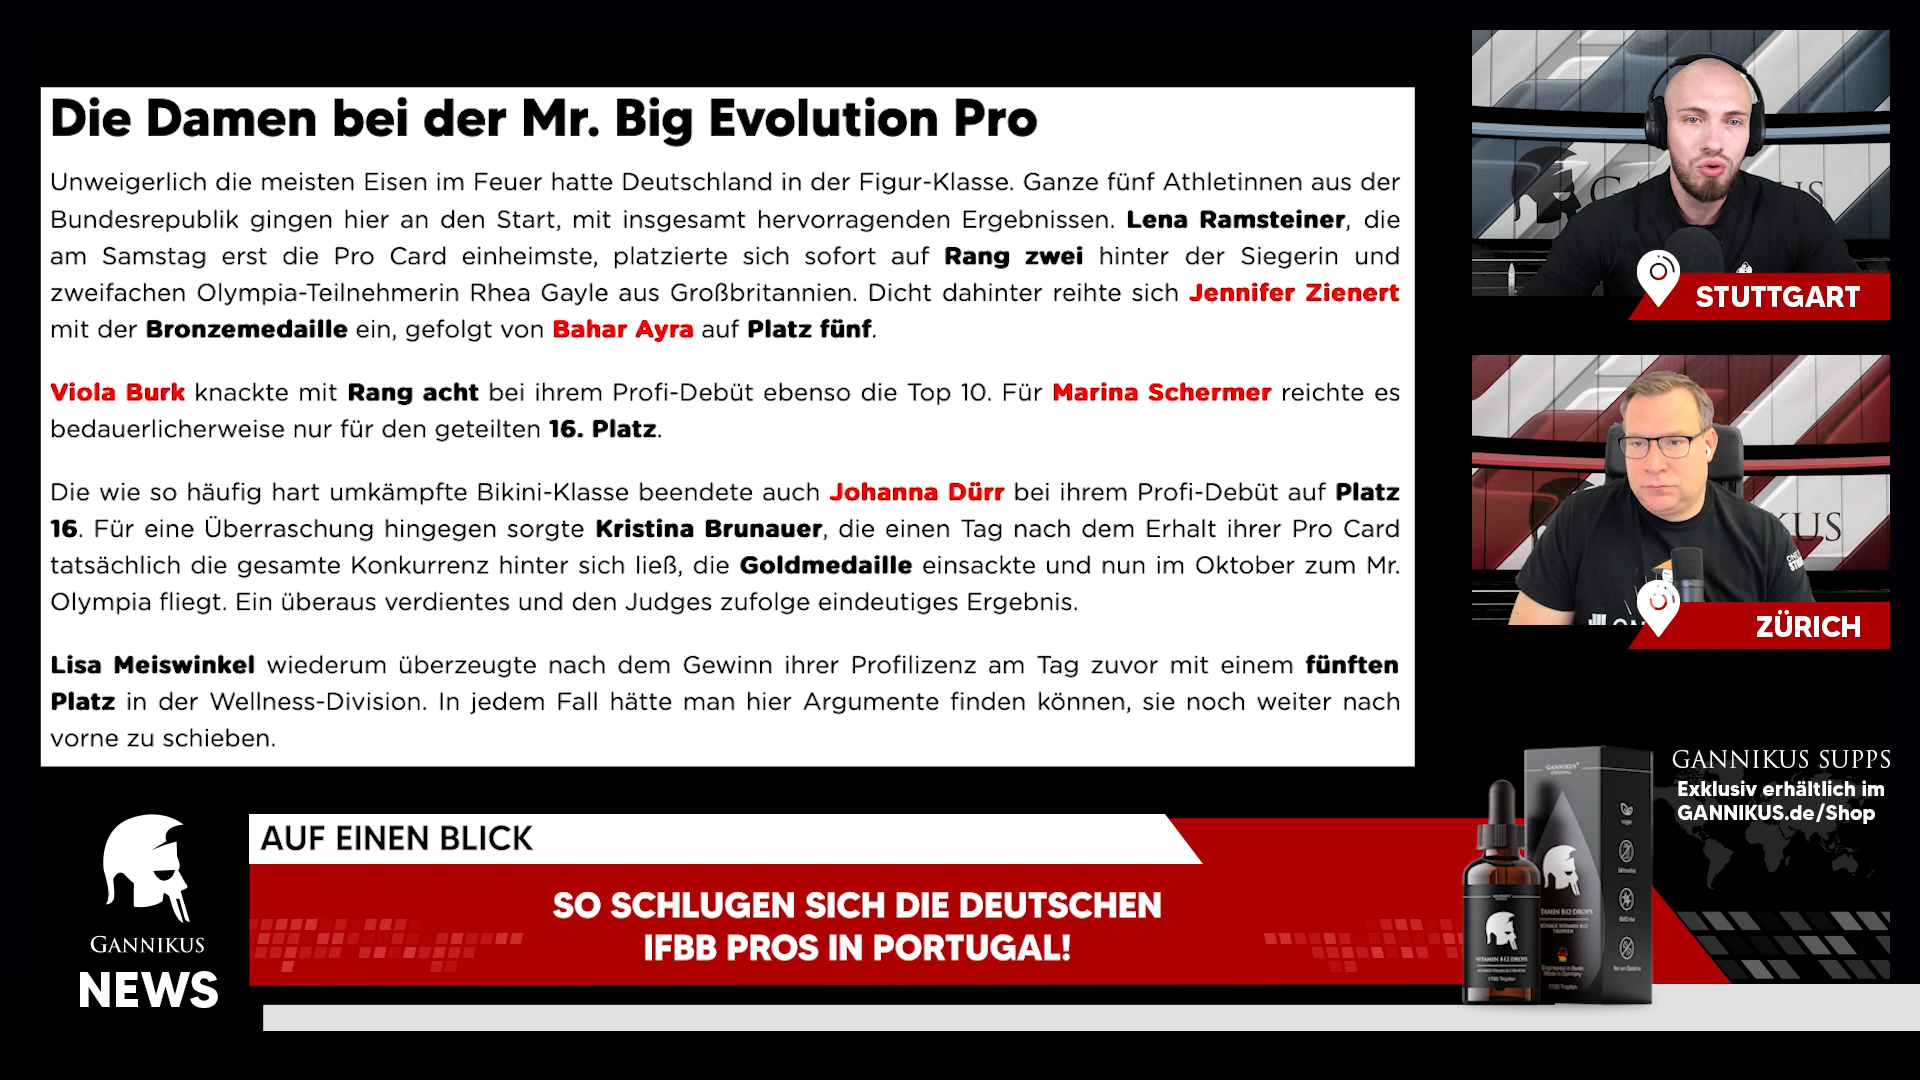 Die Damen bei der Mr. Big Evolution Pro
Unweigerlich die meisten Eisen im Feuer hatte Deutschland in der Figur-Klasse. Ganze fünf Athletinnen aus der
Bundesrepublik gingen hier an den Start, mit insgesamt hervorragenden Ergebnissen. Lena Ramsteiner, die
am Samstag erst die Pro Card einheimste, platzierte sich sofort auf Rang zwei hinter der Siegerin und
zweifachen Olympia-Teilnehmerin Rhea Gayle aus Großbritannien. Dicht dahinter reihte sich Jennifer Zienert
mit der Bronzemedaille ein, gefolgt von Bahar Ayra auf Platz fünf.
Viola Burk knackte mit Rang acht bei ihrem Profi-Debüt ebenso die Top 10. Für Marina Schermer reichte es
bedauerlicherweise nur für den geteilten 16. Platz.
Die wie so häufig hart umkämpfte Bikini-Klasse beendete auch Johanna Dürr bei ihrem Profi-Debüt auf Platz
16. Für eine Überraschung hingegen sorgte Kristina Brunauer, die einen Tag nach dem Erhalt ihrer Pro Card
tatsächlich die gesamte Konkurrenz hinter sich ließ, die Goldmedaille einsackte und nun im Oktober zum Mr.
Olympia fliegt. Ein überaus verdientes und den Judges zufolge eindeutiges Ergebnis.
Lisa Meiswinkel wiederum überzeugte nach dem Gewinn ihrer Profilizenz am Tag zuvor mit einem fünften
Platz in der Wellness-Division. In jedem Fall hätte man hier Argumente finden können, sie noch weiter nach
vorne zu schieben.
STUTTGART
ZÜRICH
GANNIKUS SUPPS
Exklusiv erhältlich im
GANNIKUS.de/Shop
AUF EINEN BLICK
SO SCHLUGEN SICH DIE DEUTSCHEN
IFBB PROS IN PORTUGAL!
GANNIKUS
NEWS
GANNIKUS
ORIGINAL
VITAMIN B12 DROPS